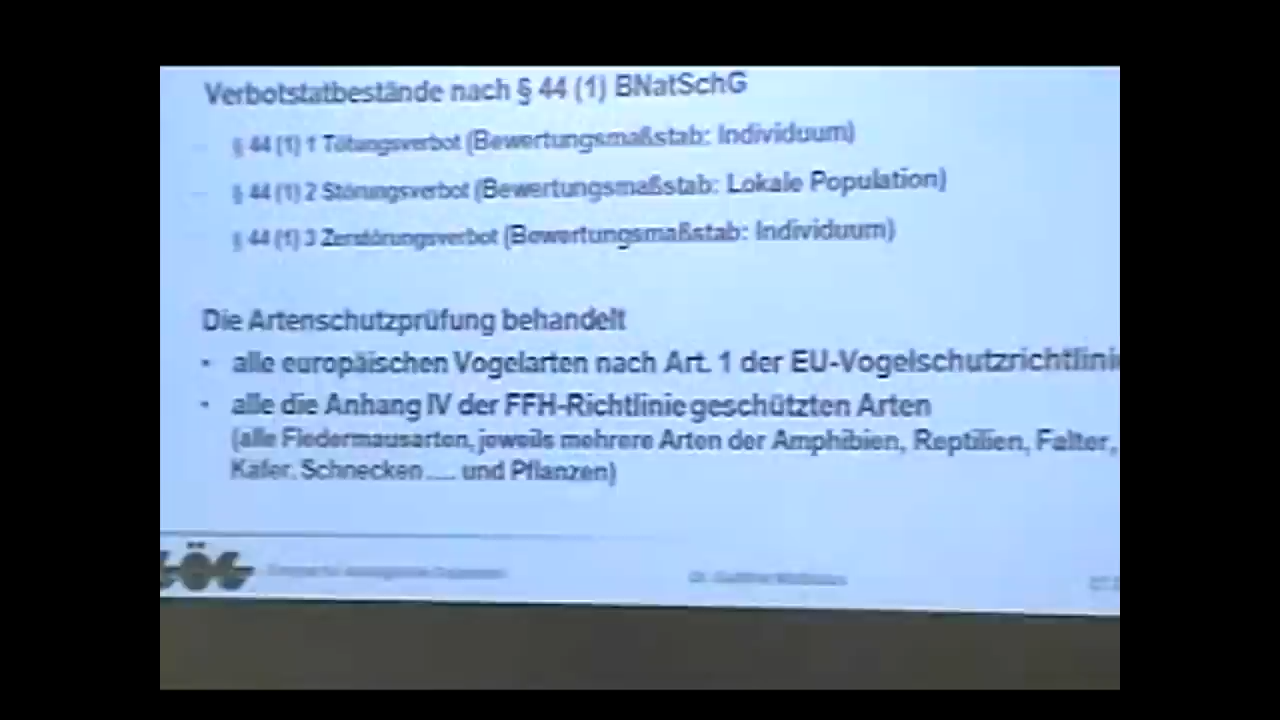 Verbotstatbestände nach § 44 (1) BNatSchG
§ 44 (1) 1 Tötungsverbot (Bewertungsmaßstab: Individuum)
§ 44 (1) 2 Störungsverbot (Bewertungsmaßstab: Lokale Population)
§ 44 (1) 3 Zerstörungsverbot (Bewertungsmaßstab: Individuum)
Die Artenschutzprüfung behandelt
· alle europäischen Vogelarten nach Art. 1 der EU-Vogelschutzrichtlinie
· alle die Anhang IV der FFH-Richtlinie geschützten Arten
(alle Fledermausarten, jeweils mehrere Arten der Amphibien, Reptilien, Falter,
Käfer, Schnecken .... und Pflanzen)